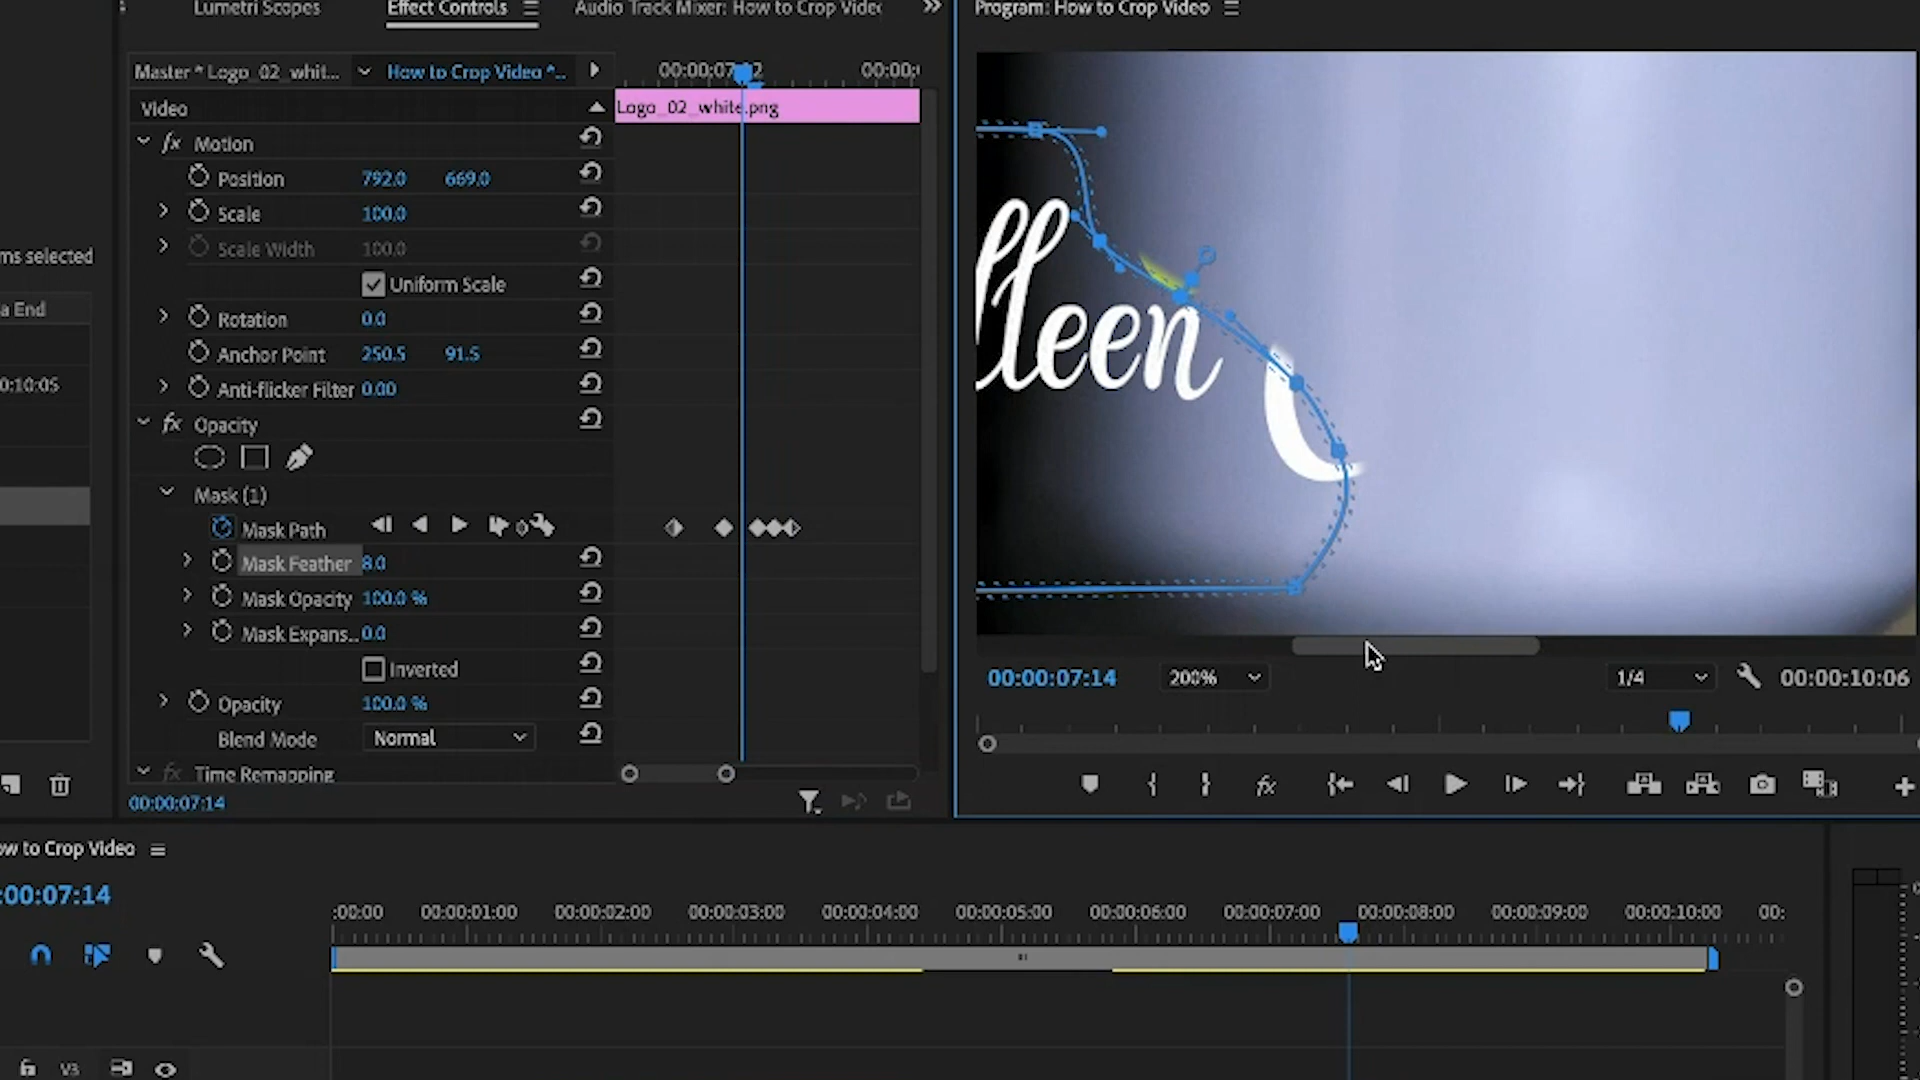 Lumetri Scopes
Effect Controls
Audio Track Mixer: How to Crop Videc
Program: How to Crop Video
Master * Logo_02_whit...
How to Crop Video *..
00:00:07
00:00:
Video
Logo_02_white.png
Motion
Position 792.0 669.0
Scale 100.0
Scale Width 100.0
Uniform Scale
Rotation 0.0
Anchor Point 250.5 91.5
Anti-flicker Filter 0.00
Opacity
Mask (1)
Mask Path
Mask Feather 8.0
Mask Opacity 100.0 %
Mask Expans... 0.0
Inverted
Opacity 100.0 %
Blend Mode Normal
Time Remapping
00:00:07:14
ms selected
a End
0:10:05
lleen
00:00:07:14
200%
1/4
00:00:10:06
ow to Crop Video
:00:07:14
:00:00 00:00:01:00 00:00:02:00 00:00:03:00 00:00:04:00 00:00:05:00 00:00:06:00 00:00:07:00 00:00:08:00 00:00:09:00 00:00:10:00 00:
V3